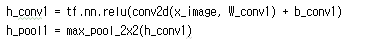 h_conv1 = tf.nn.relu(conv2d(x_image, W_conv1) + b_conv1)
h_pool1 = max_pool_2x2(h_conv1)